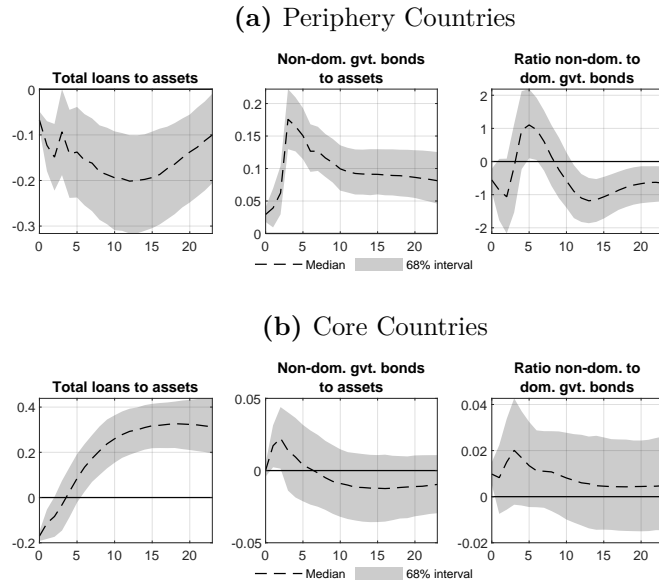 (a) Periphery Countries
Total loans to assets
0
-0.1
-0.2
-0.3
0 5 10 15 20
Non-dom. gvt. bonds
to assets
0.2
0.15
0.1
0.05
0
0 5 10 15 20
Ratio non-dom. to
dom. gvt. bonds
2
1
0
-1
-2
0 5 10 15 20
Median 68% interval
(b) Core Countries
Total loans to assets
0.4
0.2
0
-0.2
0 5 10 15 20
Non-dom. gvt. bonds
to assets
0.05
0
-0.05
0 5 10 15 20
Ratio non-dom. to
dom. gvt. bonds
0.04
0.02
0
-0.02
0 5 10 15 20
Median 68% interval